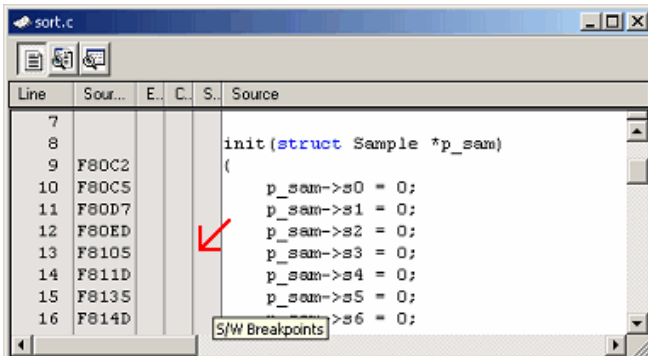 sort.c
Line Sour... E.. C.. S.. Source
7
8 init(struct Sample *p_sam)
9 F80C2 (
10 F80C5 p_sam->s0 = 0;
11 F80D7 p_sam->s1 = 0;
12 F80ED p_sam->s2 = 0;
13 F8105 p_sam->s3 = 0;
14 F811D p_sam->s4 = 0;
15 F8135 p_sam->s5 = 0;
16 F814D p_sam->s6 = 0;
S/W Breakpoints